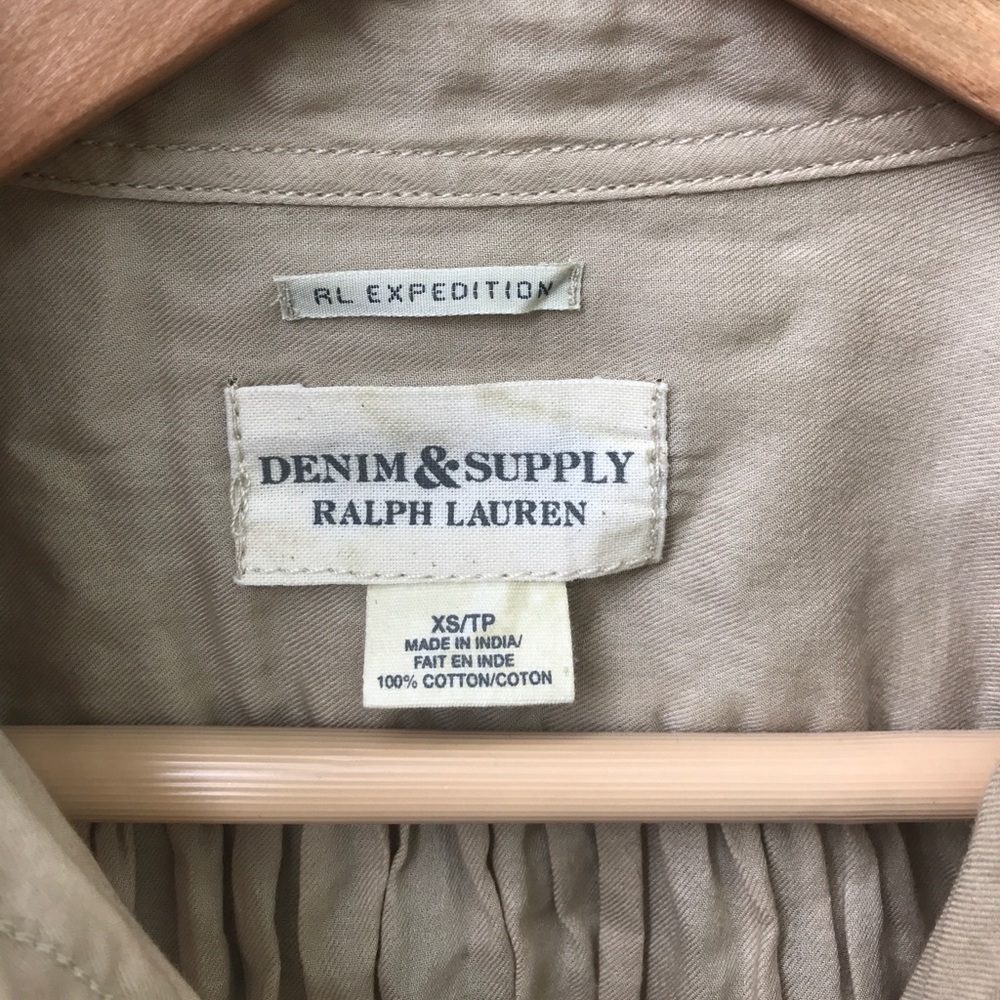 RL EXPEDITION
DENIM & SUPPLY
RALPH LAUREN
XS/TP
MADE IN INDIA/
FAIT EN INDE
100% COTTON/COTON